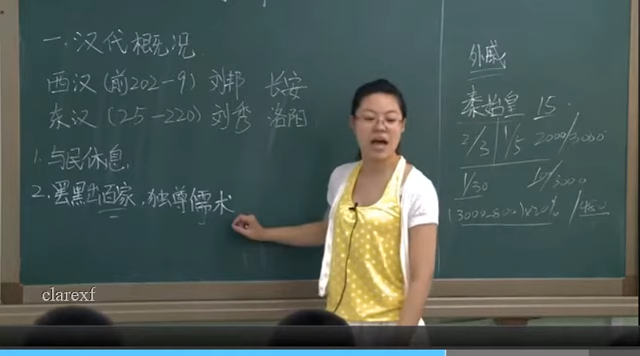 一.汉代概况
西汉(前202-9) 刘邦 长安
东汉(25-220) 刘秀 洛阳
1.与民休息.
2.罢黜百家,独尊儒术
外戚
秦始皇 15.
2/3 1/5 2000/3000
1/30 /3000
clarexf